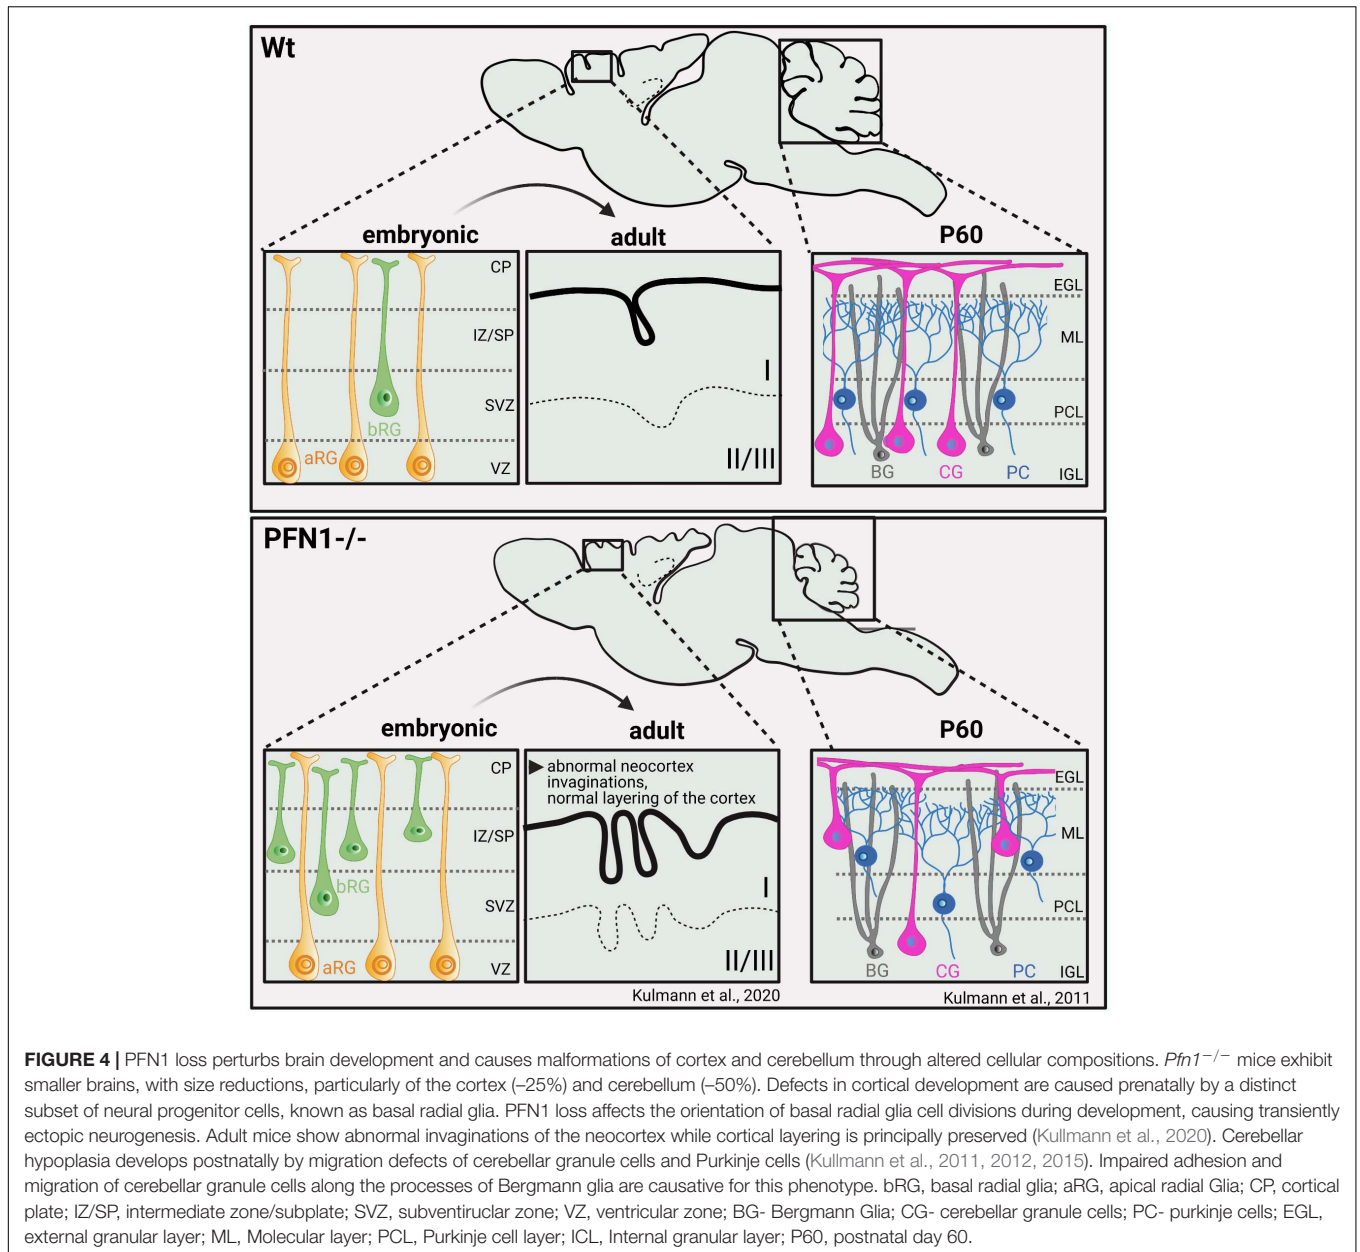 Wt
embryonic
adult
P60
CP
IZ/SP
SVZ
bRG
aRG
VZ
I
II/III
EGL
ML
PCL
BG
CG
PC
IGL
PFN1-/-
embryonic
adult
P60
CP
IZ/SP
bRG
SVZ
aRG
VZ
abnormal neocortex
invaginations,
normal layering of the cortex
I
II/III
Kulmann et al., 2020
EGL
ML
PCL
BG
CG
PC
IGL
Kulmann et al., 2011
FIGURE 4 | PFN1 loss perturbs brain development and causes malformations of cortex and cerebellum through altered cellular compositions. Pfn1−/− mice exhibit
smaller brains, with size reductions, particularly of the cortex (–25%) and cerebellum (–50%). Defects in cortical development are caused prenatally by a distinct
subset of neural progenitor cells, known as basal radial glia. PFN1 loss affects the orientation of basal radial glia cell divisions during development, causing transiently
ectopic neurogenesis. Adult mice show abnormal invaginations of the neocortex while cortical layering is principally preserved (Kullmann et al., 2020). Cerebellar
hypoplasia develops postnatally by migration defects of cerebellar granule cells and Purkinje cells (Kullmann et al., 2011, 2012, 2015). Impaired adhesion and
migration of cerebellar granule cells along the processes of Bergmann glia are causative for this phenotype. bRG, basal radial glia; aRG, apical radial Glia; CP, cortical
plate; IZ/SP, intermediate zone/subplate; SVZ, subventiruclar zone; VZ, ventricular zone; BG- Bergmann Glia; CG- cerebellar granule cells; PC- purkinje cells; EGL,
external granular layer; ML, Molecular layer; PCL, Purkinje cell layer; ICL, Internal granular layer; P60, postnatal day 60.